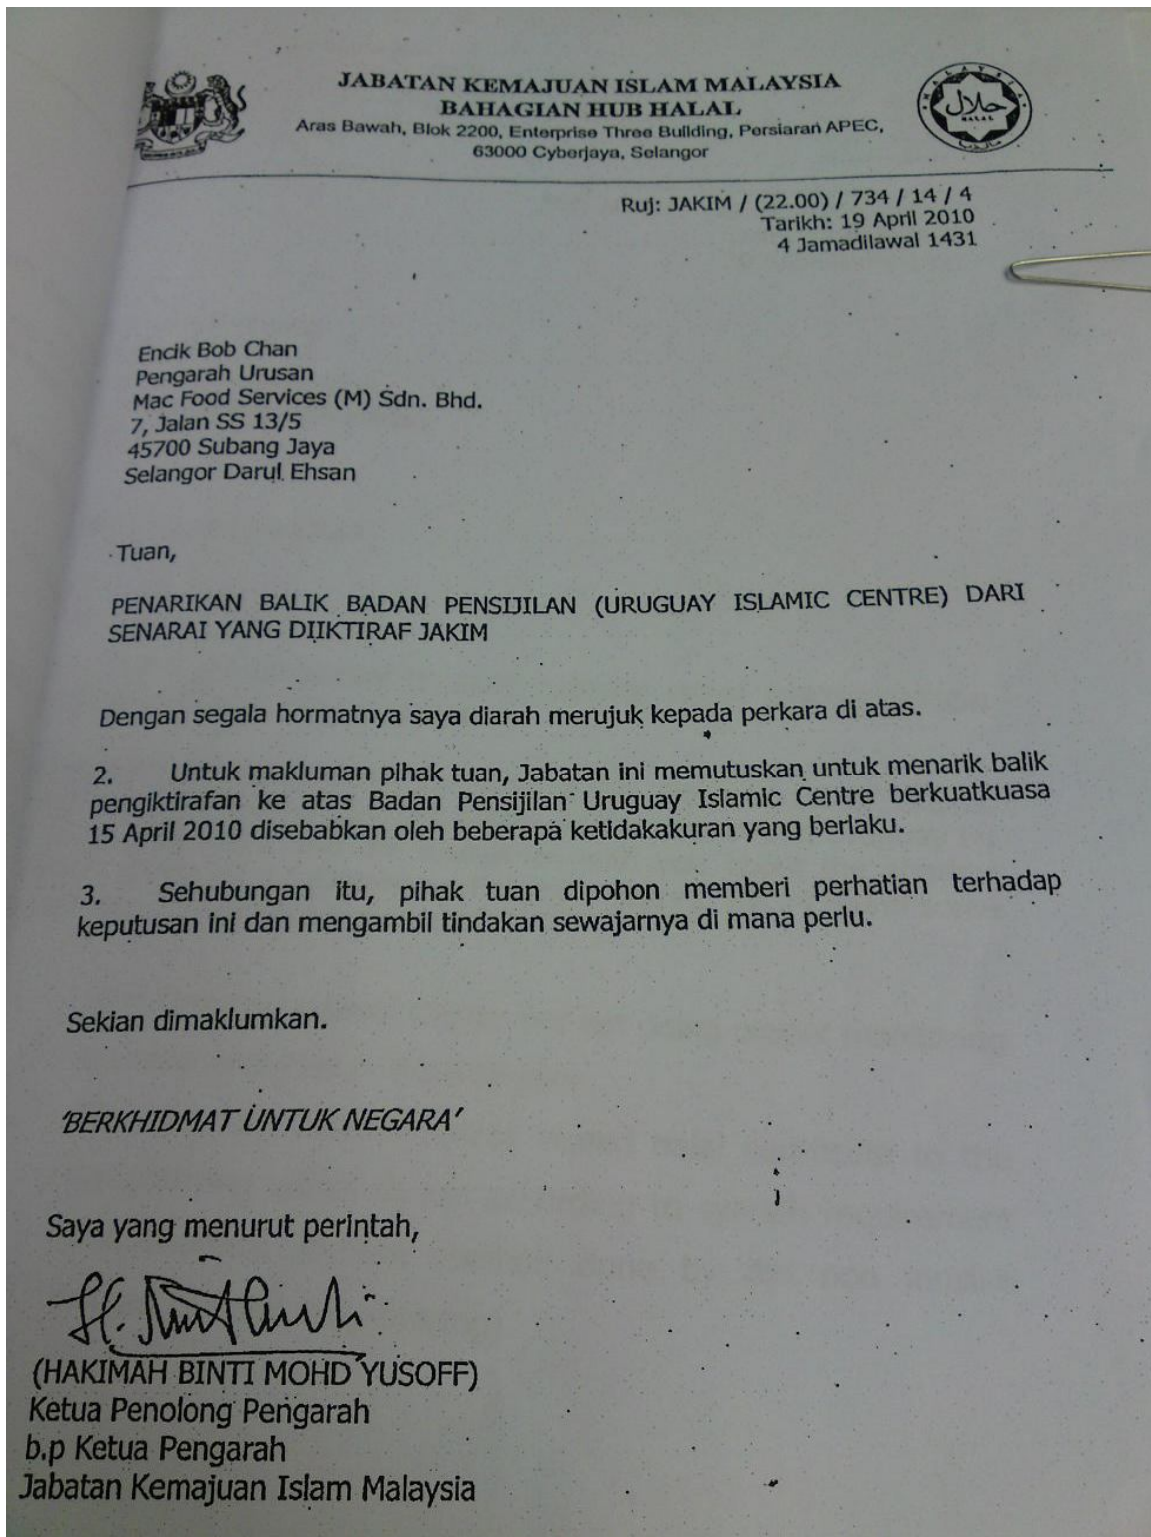 JABATAN KEMAJUAN ISLAM MALAYSIA
BAHAGIAN HUB HALAL
Aras Bawah, Blok 2200, Enterprise Three Building, Persiaran APEC,
63000 Cyberjaya, Selangor
حلال
HALAL
Ruj: JAKIM / (22.00) / 734 / 14 / 4
Tarikh: 19 April 2010
4 Jamadilawal 1431
Encik Bob Chan
Pengarah Urusan
Mac Food Services (M) Sdn. Bhd.
7, Jalan SS 13/5
45700 Subang Jaya
Selangor Darul Ehsan
Tuan,
PENARIKAN BALIK BADAN PENSIJILAN (URUGUAY ISLAMIC CENTRE) DARI
SENARAI YANG DIIKTIRAF JAKIM
Dengan segala hormatnya saya diarah merujuk kepada perkara di atas.
2. Untuk makluman pihak tuan, Jabatan ini memutuskan untuk menarik balik
pengiktirafan ke atas Badan Pensijilan Uruguay Islamic Centre berkuatkuasa
15 April 2010 disebabkan oleh beberapa ketidakakuran yang berlaku.
3. Sehubungan itu, pihak tuan dipohon memberi perhatian terhadap
keputusan ini dan mengambil tindakan sewajarnya di mana perlu.
Sekian dimaklumkan.
'BERKHIDMAT UNTUK NEGARA'
Saya yang menurut perintah,
(HAKIMAH BINTI MOHD YUSOFF)
Ketua Penolong Pengarah
b.p Ketua Pengarah
Jabatan Kemajuan Islam Malaysia